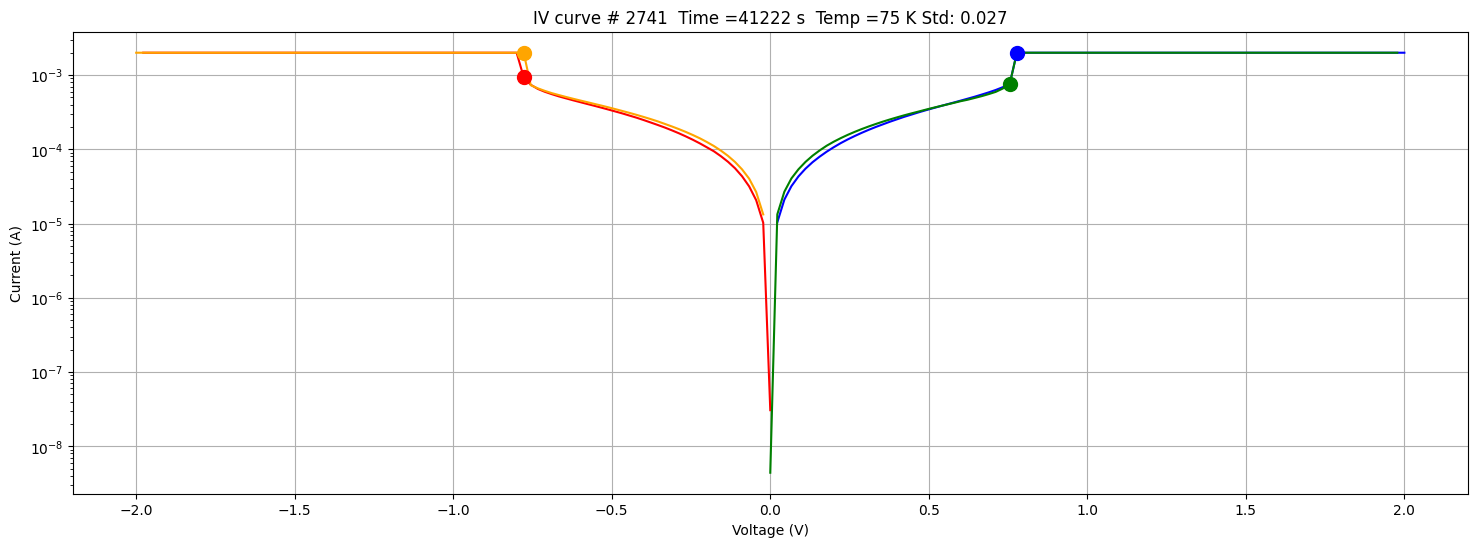 IV curve # 2741  Time =41222 s  Temp =75 K Std: 0.027
Current (A)
10⁻³
10⁻⁴
10⁻⁵
10⁻⁶
10⁻⁷
10⁻⁸
−2.0 −1.5 −1.0 −0.5 0.0 0.5 1.0 1.5 2.0
Voltage (V)